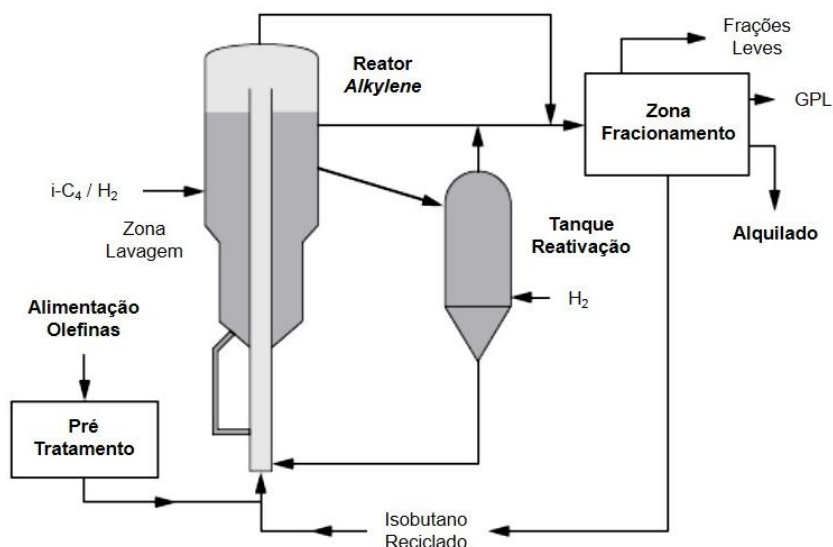 Reator
Alkylene
Frações
Leves
Zona
Fracionamento
GPL
i-C₄ / H₂
Zona
Lavagem
Tanque
Reativação
Alquilado
H₂
Alimentação
Olefinas
Pré
Tratamento
Isobutano
Reciclado